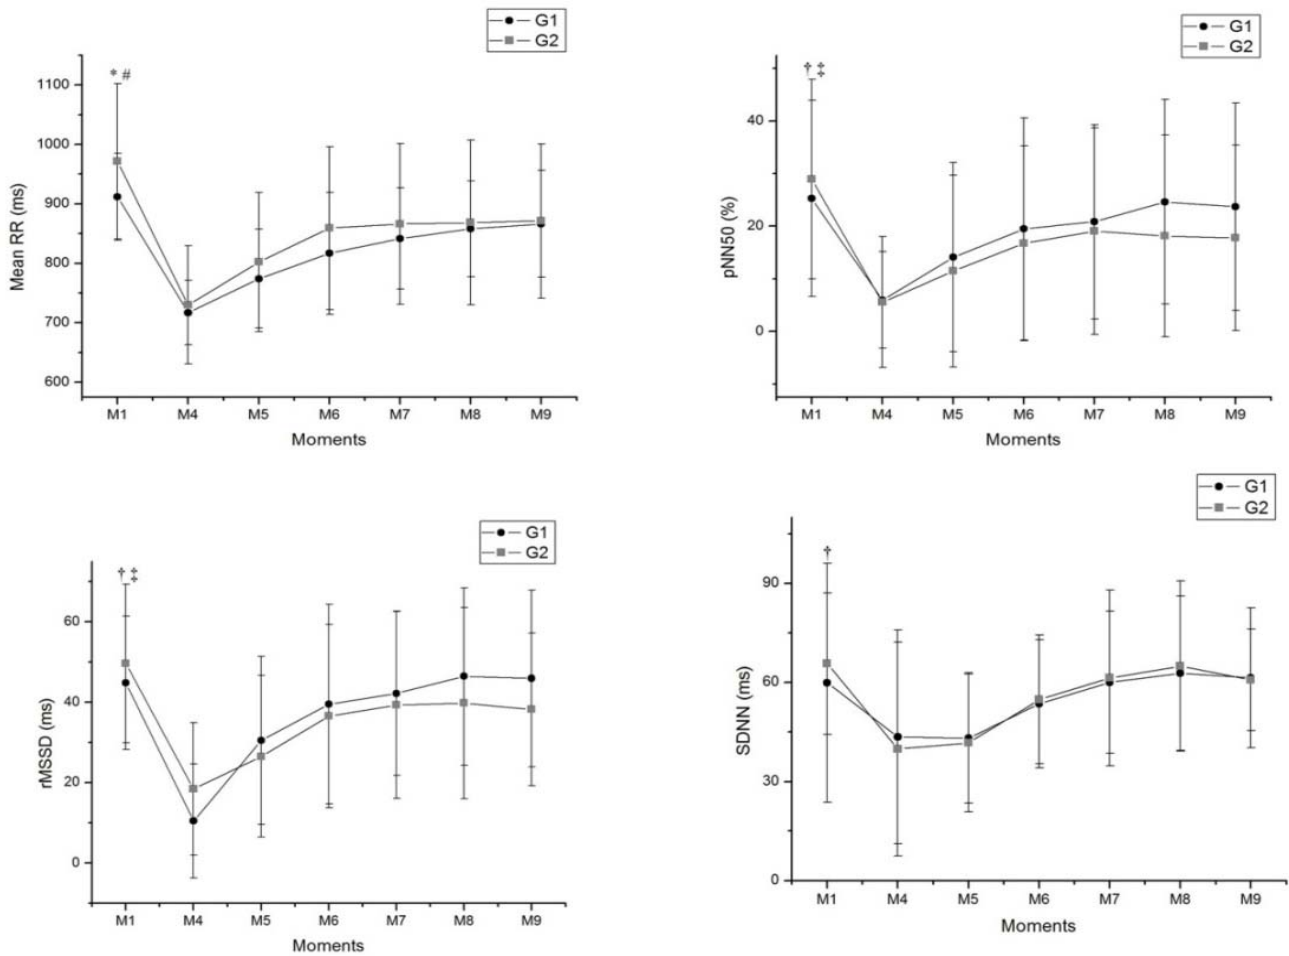 G1
G2
* #
1100
1000
900
800
700
600
Mean RR (ms)
M1 M4 M5 M6 M7 M8 M9
Moments
G1
G2
†‡
40
20
0
pNN50 (%)
M1 M4 M5 M6 M7 M8 M9
Moments
G1
G2
†‡
60
40
20
0
rMSSD (ms)
M1 M4 M5 M6 M7 M8 M9
Moments
G1
G2
†
90
60
30
0
SDNN (ms)
M1 M4 M5 M6 M7 M8 M9
Moments